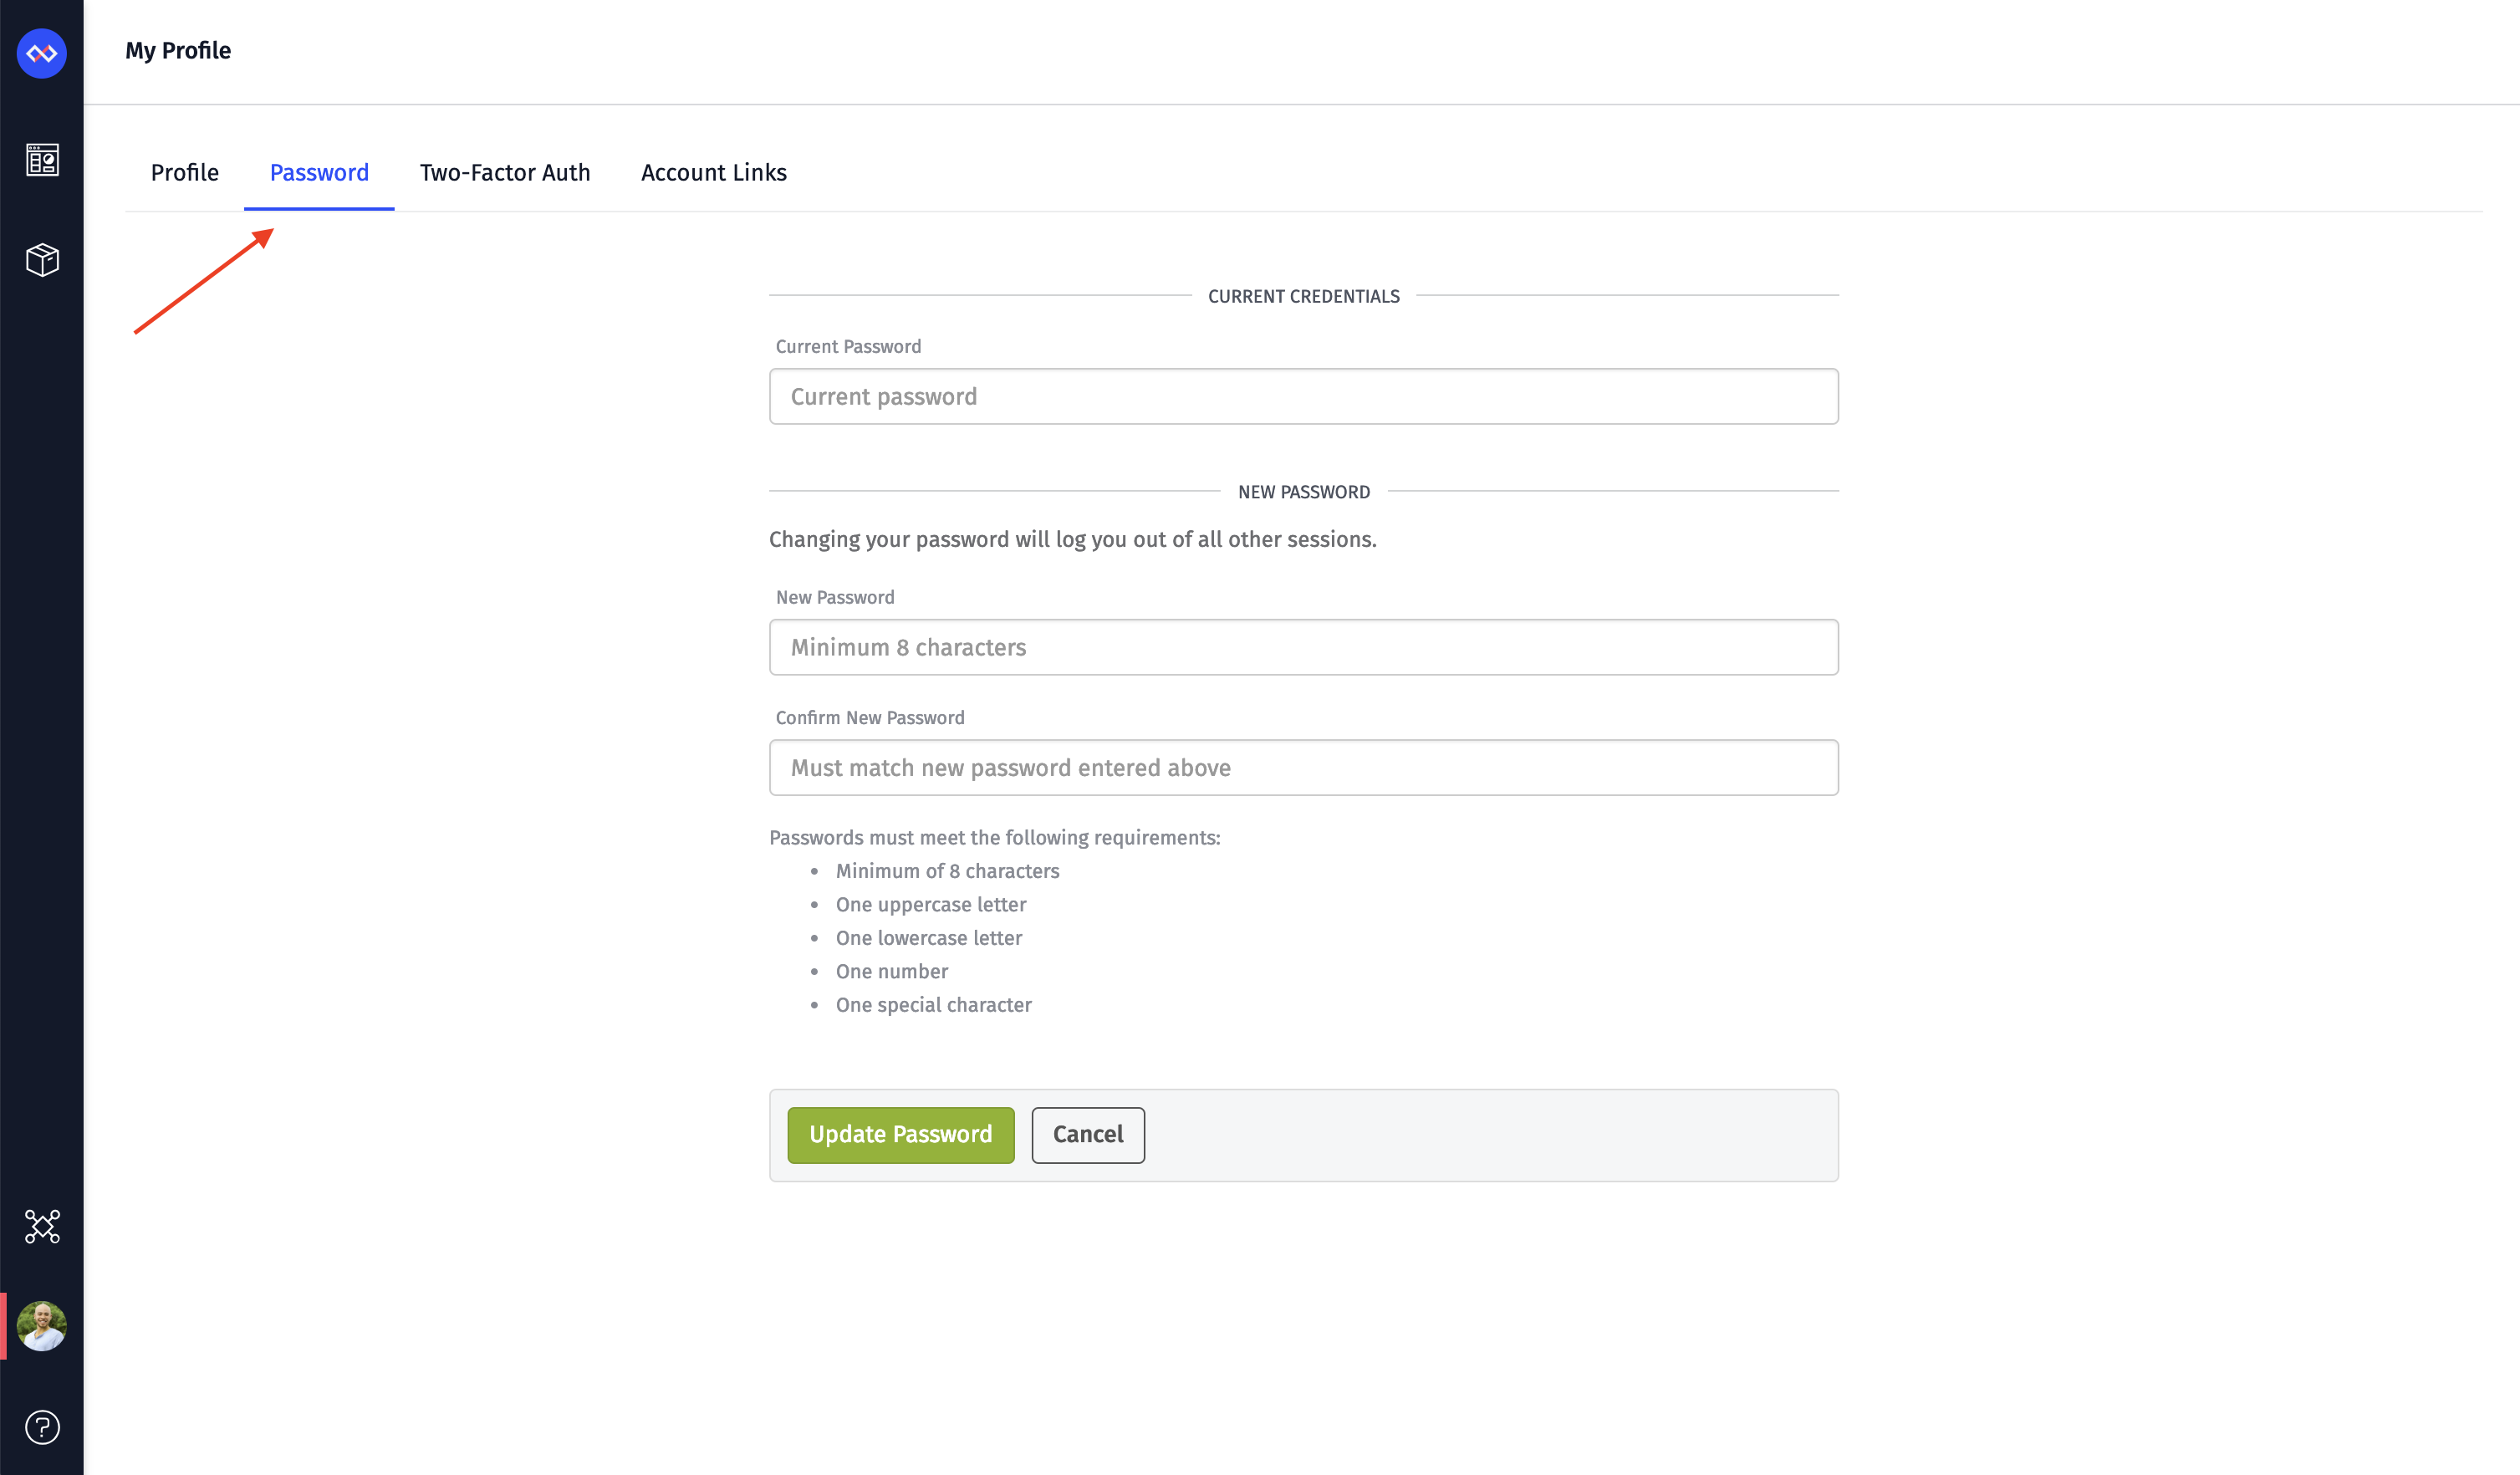 My Profile
Profile
Password
Two-Factor Auth
Account Links
CURRENT CREDENTIALS
Current Password
Current password
NEW PASSWORD
Changing your password will log you out of all other sessions.
New Password
Minimum 8 characters
Confirm New Password
Must match new password entered above
Passwords must meet the following requirements:
• Minimum of 8 characters
• One uppercase letter
• One lowercase letter
• One number
• One special character
Update Password
Cancel
?